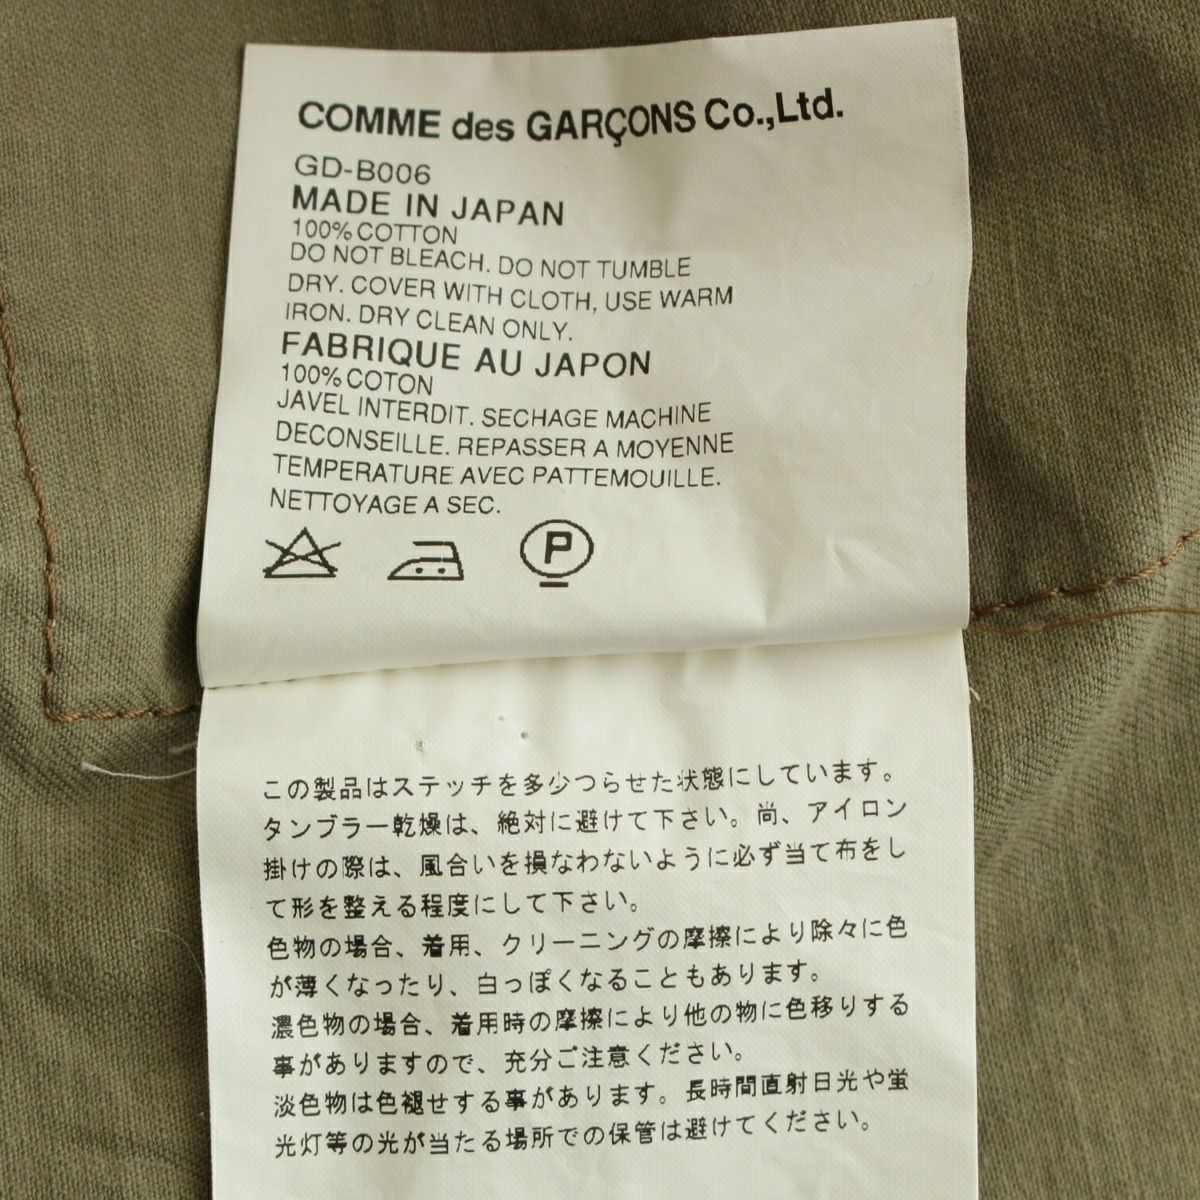 COMME des GARÇONS Co.,Ltd.
GD-B006
MADE IN JAPAN
100% COTTON
DO NOT BLEACH. DO NOT TUMBLE
DRY. COVER WITH CLOTH, USE WARM
IRON. DRY CLEAN ONLY.
FABRIQUE AU JAPON
100% COTON
JAVEL INTERDIT. SECHAGE MACHINE
DECONSEILLE. REPASSER A MOYENNE
TEMPERATURE AVEC PATTEMOUILLE.
NETTOYAGE A SEC.
P
この製品はステッチを多少つらせた状態にしています。
タンブラー乾燥は、絶対に避けて下さい。尚、アイロン
掛けの際は、風合いを損なわないように必ず当て布をし
て形を整える程度にして下さい。
色物の場合、着用、クリーニングの摩擦により除々に色
が薄くなったり、白っぽくなることもあります。
濃色物の場合、着用時の摩擦により他の物に色移りする
事がありますので、充分ご注意ください。
淡色物は色褪せする事があります。長時間直射日光や蛍
光灯等の光が当たる場所での保管は避けてください。